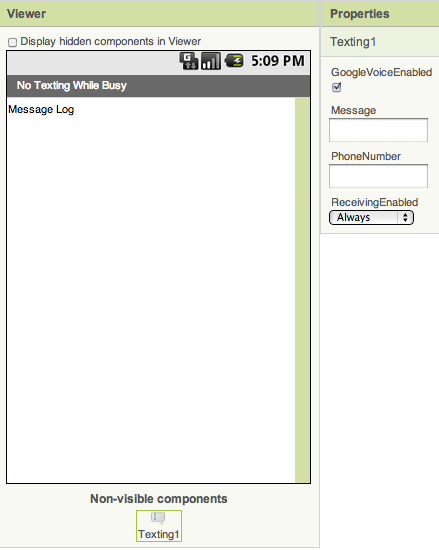 Viewer
Display hidden components in Viewer
5:09 PM
No Texting While Busy
Message Log
Non-visible components
Texting1
Properties
Texting1
GoogleVoiceEnabled
Message
PhoneNumber
ReceivingEnabled
Always